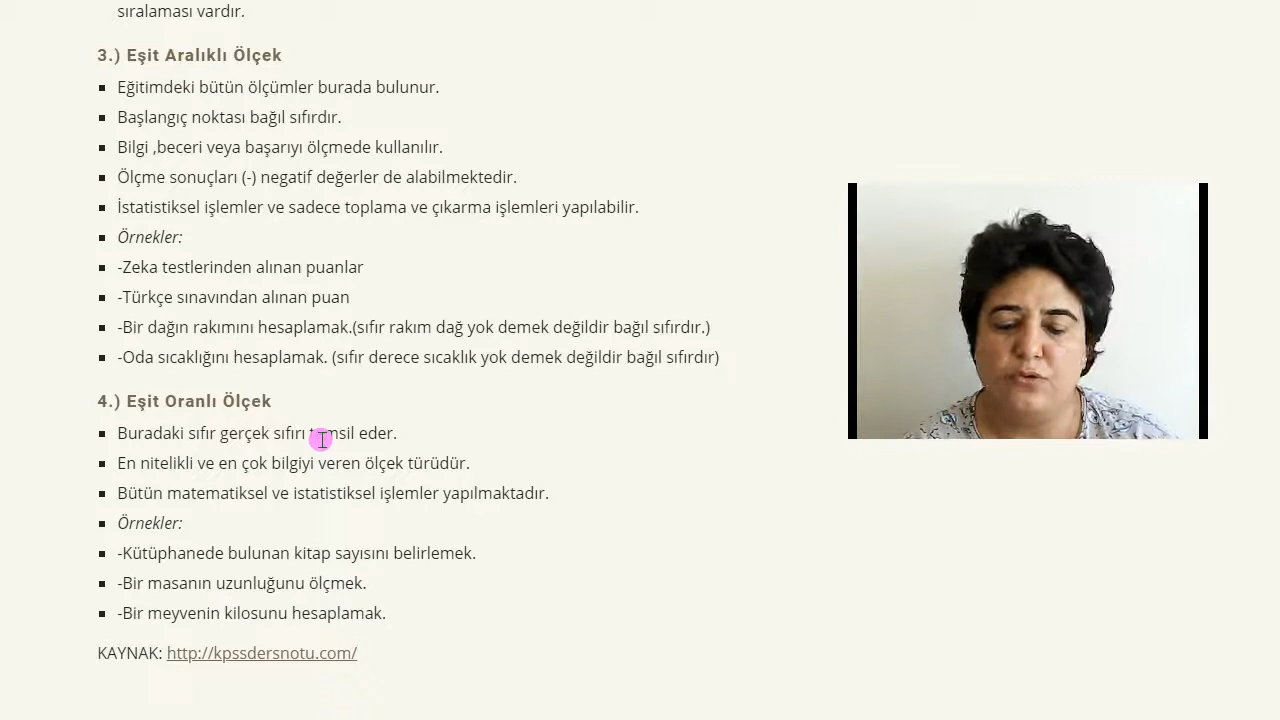 sıralaması vardır.
3.) Eşit Aralıklı Ölçek
Eğitimdeki bütün ölçümler burada bulunur.
Başlangıç noktası bağıl sıfırdır.
Bilgi ,beceri veya başarıyı ölçmede kullanılır.
Ölçme sonuçları (-) negatif değerler de alabilmektedir.
İstatistiksel işlemler ve sadece toplama ve çıkarma işlemleri yapılabilir.
Örnekler:
-Zeka testlerinden alınan puanlar
-Türkçe sınavından alınan puan
-Bir dağın rakımını hesaplamak.(sıfır rakım dağ yok demek değildir bağıl sıfırdır.)
-Oda sıcaklığını hesaplamak. (sıfır derece sıcaklık yok demek değildir bağıl sıfırdır)
4.) Eşit Oranlı Ölçek
Buradaki sıfır gerçek sıfırı temsil eder.
En nitelikli ve en çok bilgiyi veren ölçek türüdür.
Bütün matematiksel ve istatistiksel işlemler yapılmaktadır.
Örnekler:
-Kütüphanede bulunan kitap sayısını belirlemek.
-Bir masanın uzunluğunu ölçmek.
-Bir meyvenin kilosunu hesaplamak.
KAYNAK: http://kpssdersnotu.com/